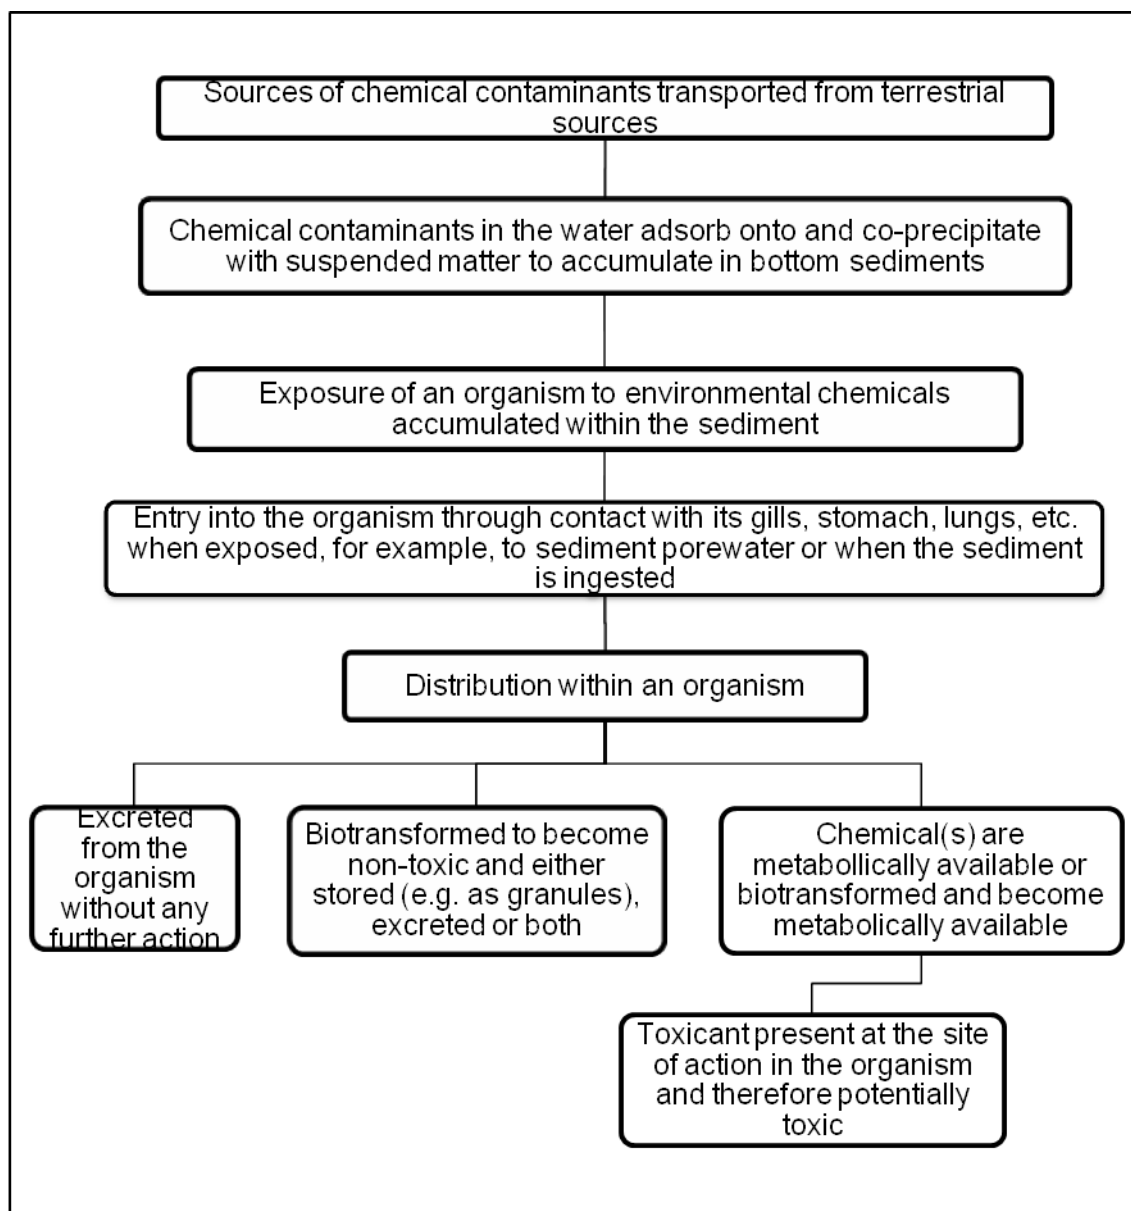 Sources of chemical contaminants transported from terrestrial
sources
Chemical contaminants in the water adsorb onto and co-precipitate
with suspended matter to accumulate in bottom sediments
Exposure of an organism to environmental chemicals
accumulated within the sediment
Entry into the organism through contact with its gills, stomach, lungs, etc.
when exposed, for example, to sediment porewater or when the sediment
is ingested
Distribution within an organism
Excreted
from the
organism
without any
further action
Biotransformed to become
non-toxic and either
stored (e.g. as granules),
excreted or both
Chemical(s) are
metabollically available or
biotransformed and become
metabolically available
Toxicant present at the site
of action in the organism
and therefore potentially
toxic